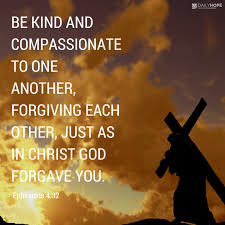 DAILYHOPE
BE KIND AND
COMPASSIONATE
TO ONE
ANOTHER,
FORGIVING EACH
OTHER, JUST AS
IN CHRIST GOD
FORGAVE YOU.
Ephesians 4:32